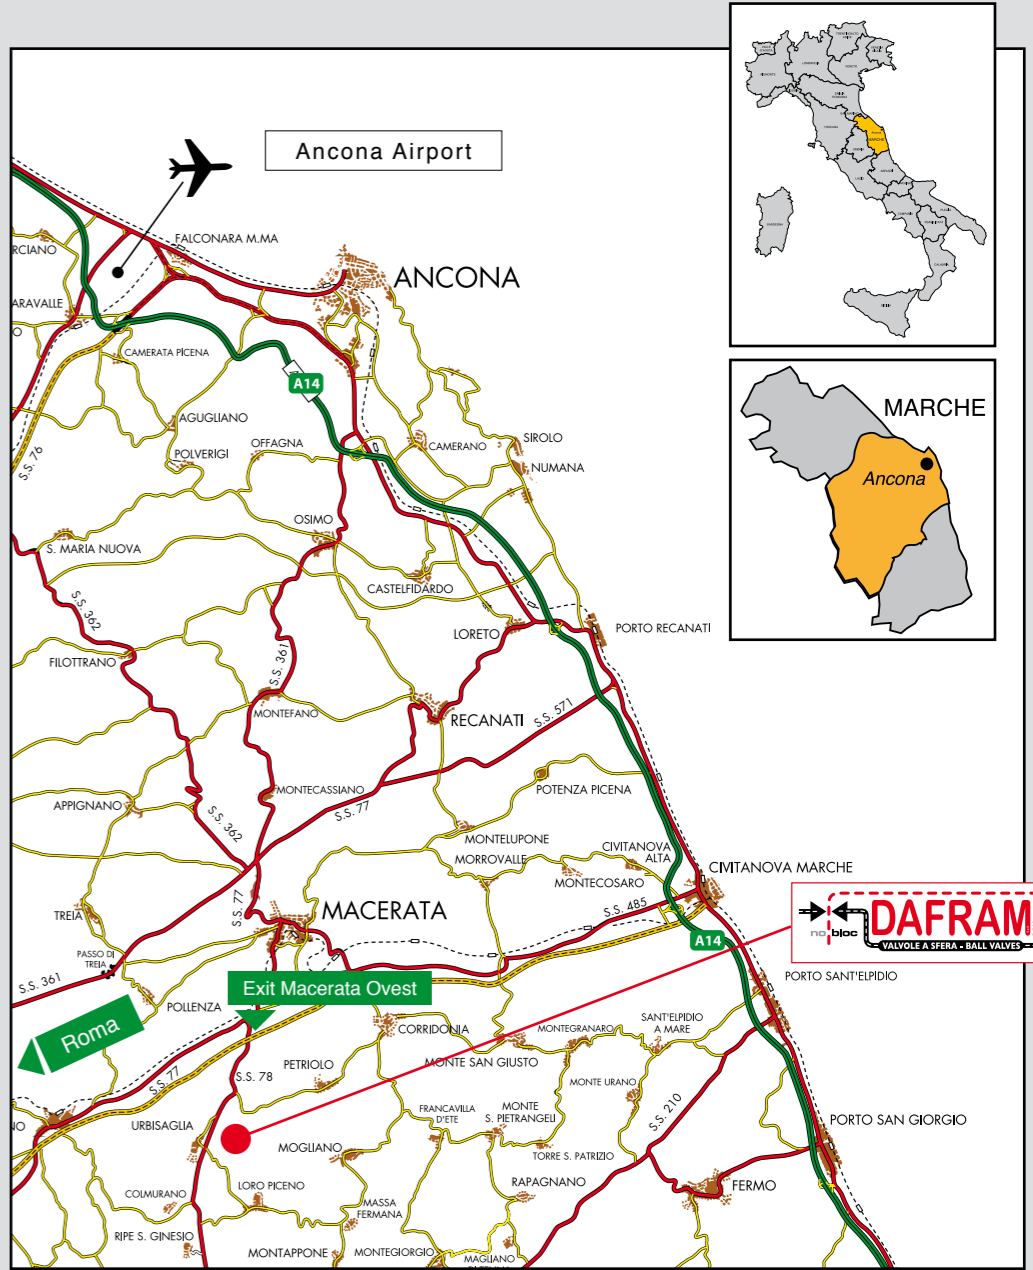 Ancona Airport
FALCONARA M.MA
RCIANO
ANCONA
ARAVALLE
O
CAMERATA PICENA
A14
AGUGLIANO
POLVERIGI
OFFAGNA
CAMERANO
SIROLO
NUMANA
S.S. 76
OSIMO
S. MARIA NUOVA
CASTELFIDARDO
S.S. 362
LORETO
PORTO RECANATI
FILOTTRANO
S.S. 361
MONTEFANO
RECANATI
S.S. 571
MONTECASSIANO
POTENZA PICENA
APPIGNANO
S.S. 77
S.S. 362
MONTELUPONE
MORROVALLE
CIVITANOVA
ALTA
MONTECOSARO
CIVITANOVA MARCHE
TREIA
S.S. 77
MACERATA
S.S. 485
A14
no bloc
DAFRAM
VALVOLE A SFERA - BALL VALVES
PASSO DI
TREIA
S.S. 361
PORTO SANT'ELPIDIO
Exit Macerata Ovest
POLLENZA
Roma
CORRIDONIA
MONTEGRANARO
SANT'ELPIDIO
A MARE
MONTE SAN GIUSTO
PETRIOLO
S.S. 77
S.S. 78
MONTE URANO
S.S. 210
NO
URBISAGLIA
FRANCAVILLA
D'ETE
MONTE
S. PIETRANGELI
PORTO SAN GIORGIO
MOGLIANO
TORRE S. PATRIZIO
COLMURANO
LORO PICENO
RAPAGNANO
FERMO
MASSA
FERMANA
RIPE S. GINESIO
MONTAPPONE
MONTEGIORGIO
MAGLIANO
MARCHE
MARCHE
Ancona